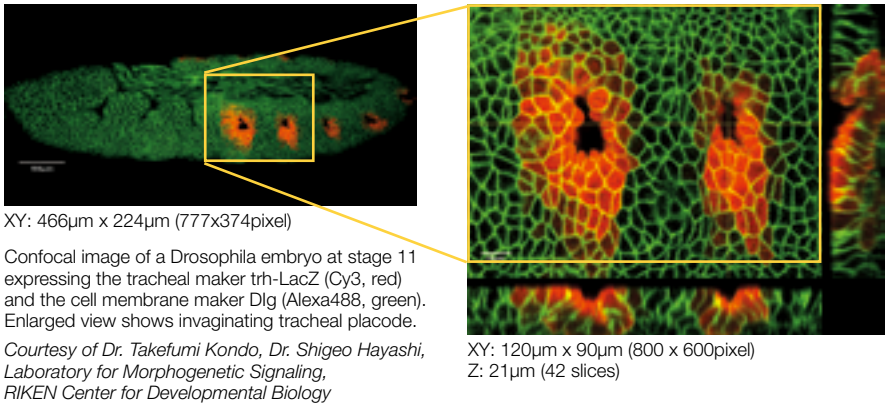 XY: 466µm x 224µm (777x374pixel)
Confocal image of a Drosophila embryo at stage 11
expressing the tracheal maker trh-LacZ (Cy3, red)
and the cell membrane maker Dlg (Alexa488, green).
Enlarged view shows invaginating tracheal placode.
Courtesy of Dr. Takefumi Kondo, Dr. Shigeo Hayashi,
Laboratory for Morphogenetic Signaling,
RIKEN Center for Developmental Biology
XY: 120µm x 90µm (800 x 600pixel)
Z: 21µm (42 slices)